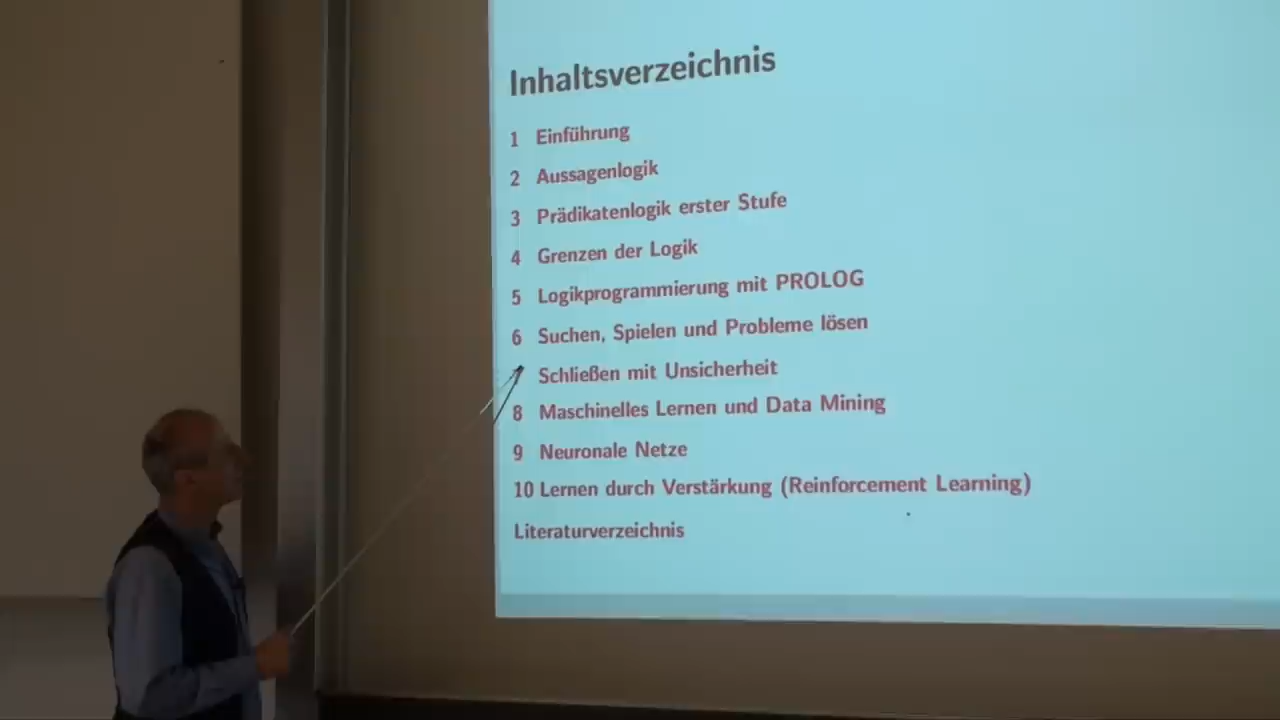 Inhaltsverzeichnis
1 Einführung
2 Aussagenlogik
3 Prädikatenlogik erster Stufe
4 Grenzen der Logik
5 Logikprogrammierung mit PROLOG
6 Suchen, Spielen und Probleme lösen
Schließen mit Unsicherheit
8 Maschinelles Lernen und Data Mining
9 Neuronale Netze
10 Lernen durch Verstärkung (Reinforcement Learning)
Literaturverzeichnis